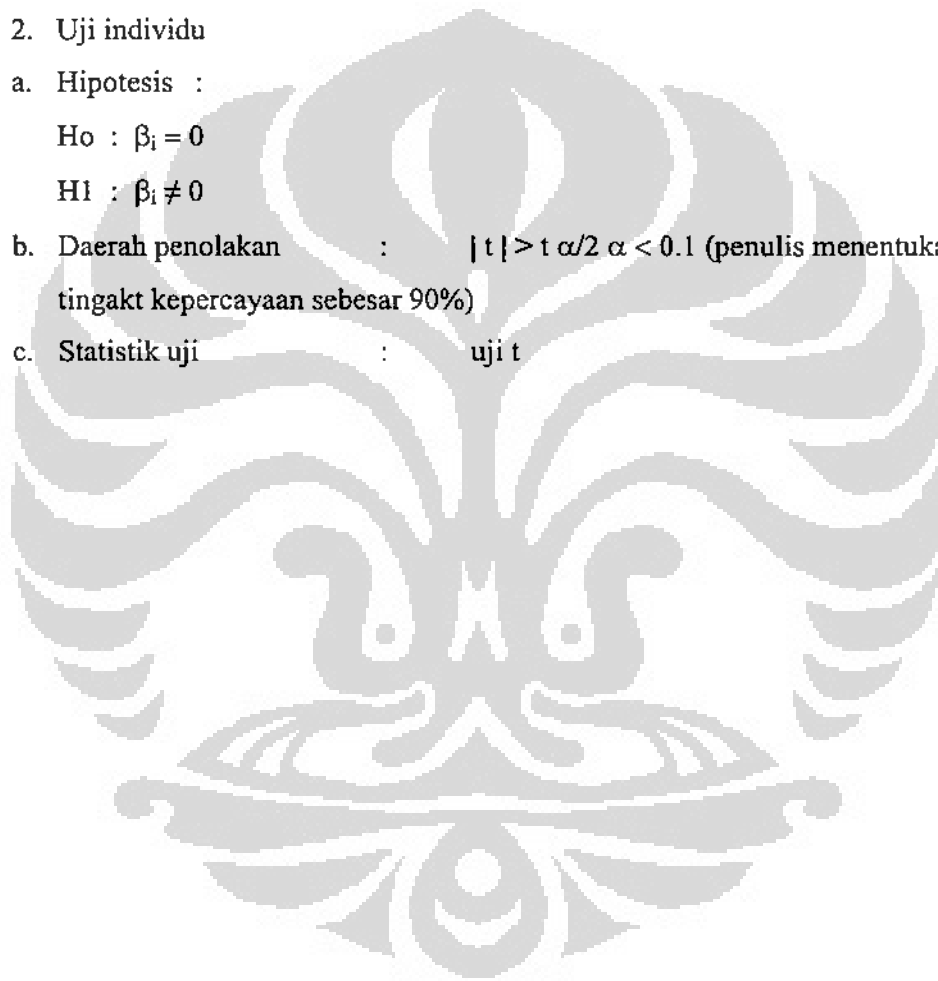 2. Uji individu
a. Hipotesis :
Ho : βi = 0
H1 : βi ≠ 0
b. Daerah penolakan : | t | > t α/2 α < 0.1 (penulis menentuka
tingakt kepercayaan sebesar 90%)
c. Statistik uji : uji t